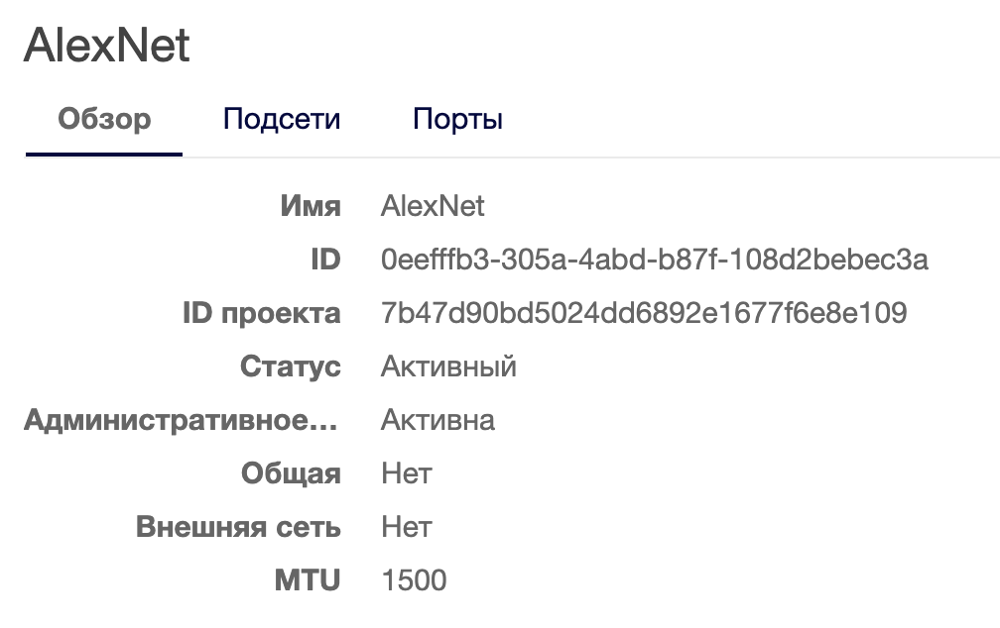 AlexNet
Обзор Подсети Порты
Имя AlexNet
ID 0eefffb3-305a-4abd-b87f-108d2bebec3a
ID проекта 7b47d90bd5024dd6892e1677f6e8e109
Статус Активный
Административное... Активна
Общая Нет
Внешняя сеть Нет
MTU 1500